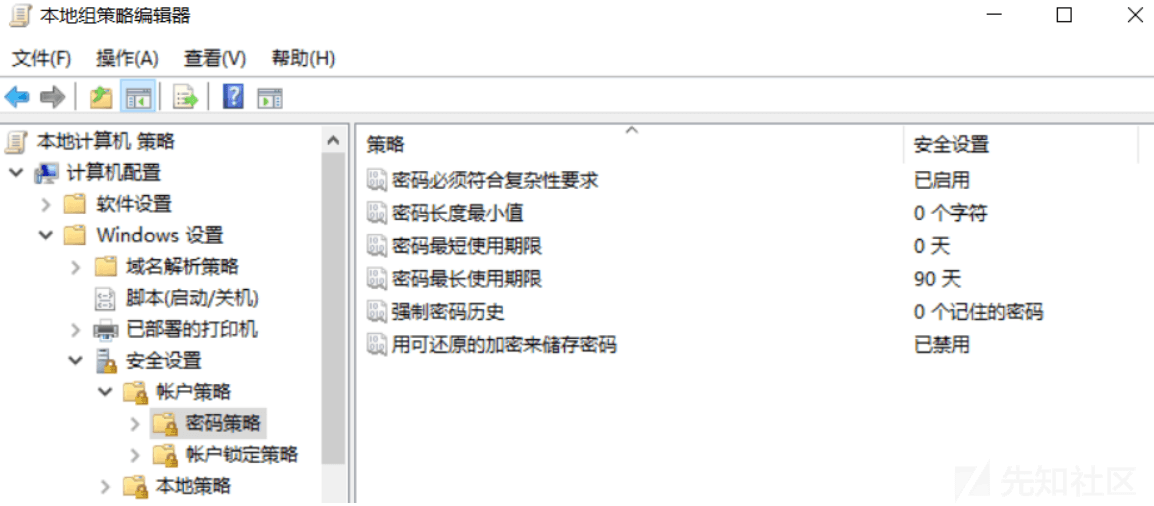 本地组策略编辑器
文件(F) 操作(A) 查看(V) 帮助(H)
本地计算机 策略
计算机配置
软件设置
Windows 设置
域名解析策略
脚本(启动/关机)
已部署的打印机
安全设置
帐户策略
密码策略
帐户锁定策略
本地策略
策略 安全设置
密码必须符合复杂性要求 已启用
密码长度最小值 0 个字符
密码最短使用期限 0 天
密码最长使用期限 90 天
强制密码历史 0 个记住的密码
用可还原的加密来储存密码 已禁用
先知社区